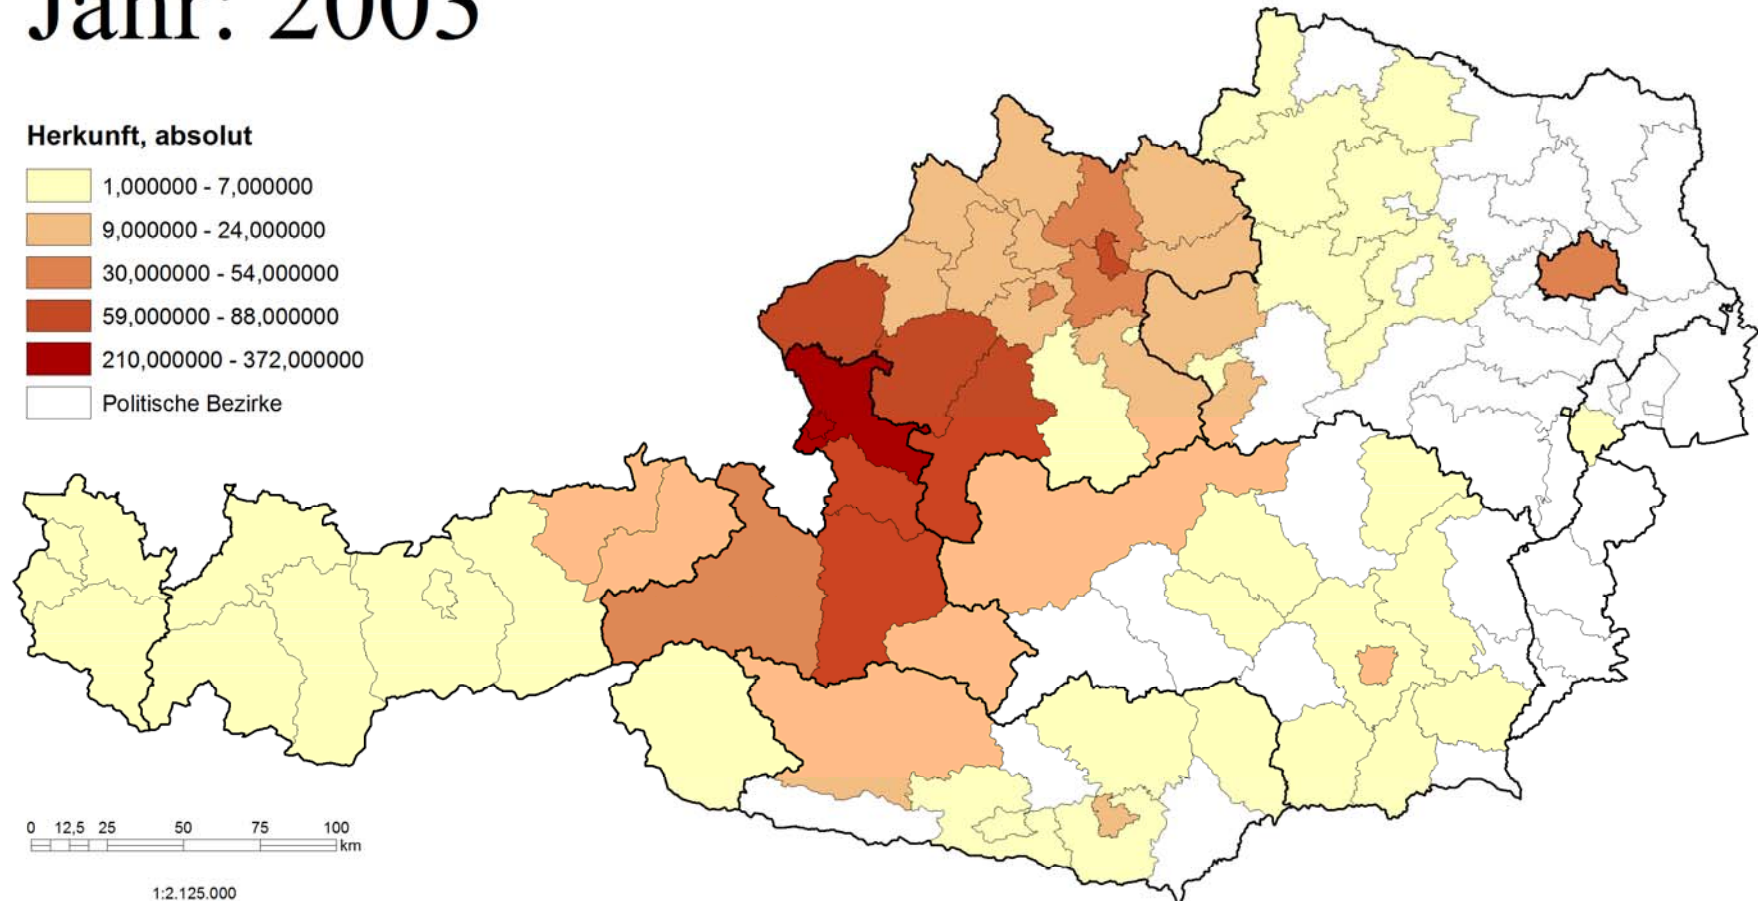 Jahr: 2003
Herkunft, absolut
1,000000 - 7,000000
9,000000 - 24,000000
30,000000 - 54,000000
59,000000 - 88,000000
210,000000 - 372,000000
Politische Bezirke
0 12,5 25 50 75 100
km
1:2.125.000